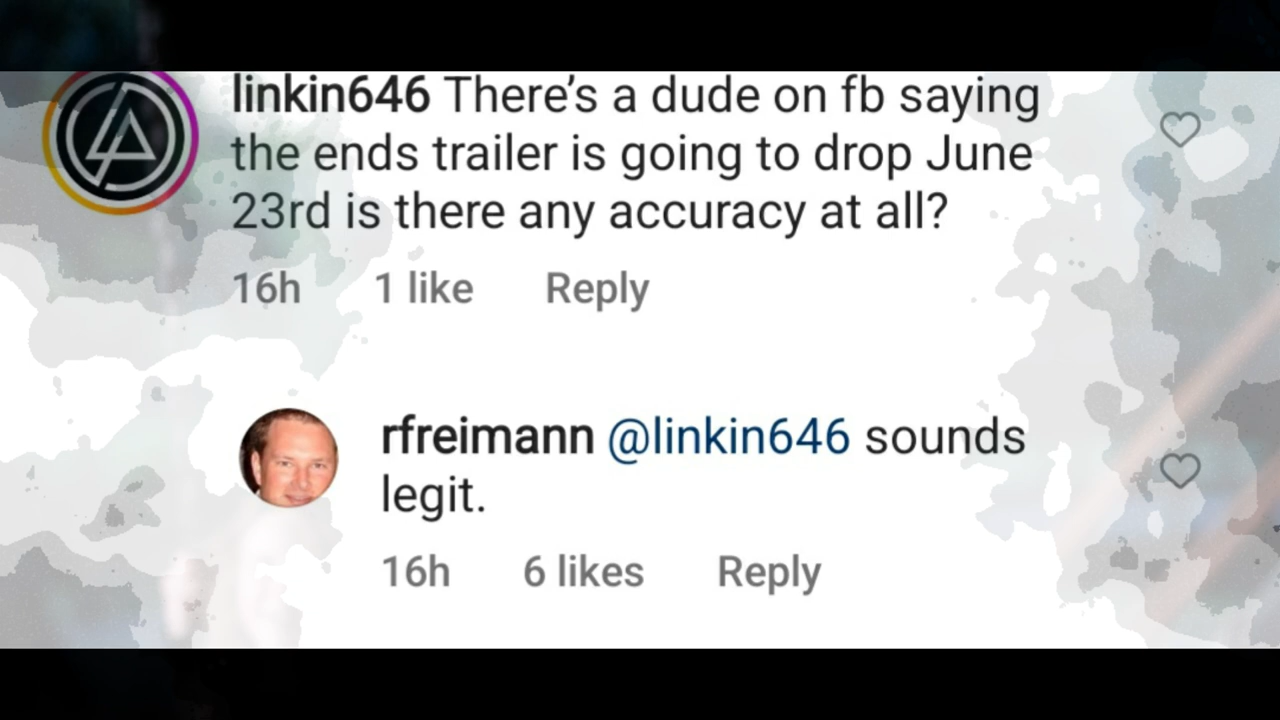 linkin646 There's a dude on fb saying
the ends trailer is going to drop June
23rd is there any accuracy at all?
16h 1 like Reply
rfreimann @linkin646 sounds
legit.
16h 6 likes Reply